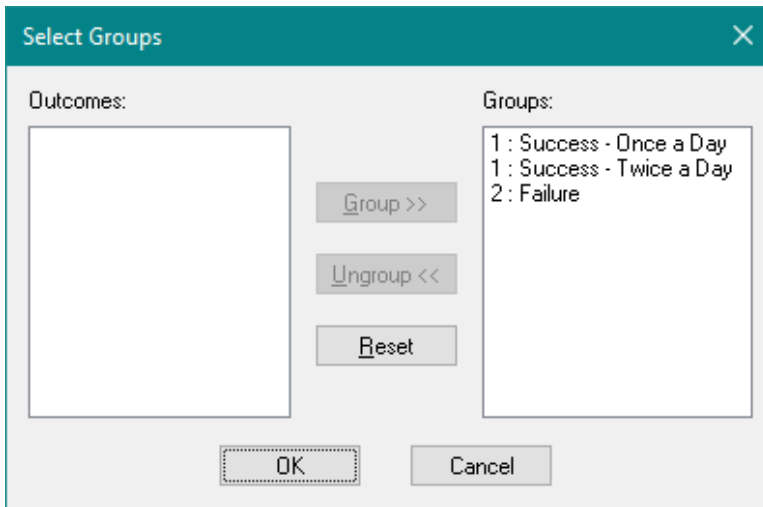 Select Groups
Outcomes:
Groups:
1 : Success - Once a Day
1 : Success - Twice a Day
2 : Failure
Group >>
Ungroup <<
Reset
OK
Cancel